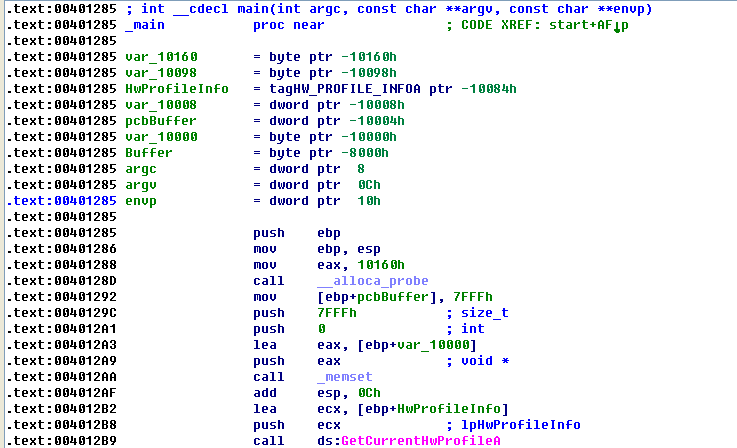 .text:00401285 ; int __cdecl main(int argc, const char **argv, const char **envp)
.text:00401285 _main proc near ; CODE XREF: start+AF↓p
.text:00401285
.text:00401285 var_10160 = byte ptr -10160h
.text:00401285 var_10098 = byte ptr -10098h
.text:00401285 HwProfileInfo = tagHW_PROFILE_INFOA ptr -10084h
.text:00401285 var_10008 = dword ptr -10008h
.text:00401285 pcbBuffer = dword ptr -10004h
.text:00401285 var_10000 = byte ptr -10000h
.text:00401285 Buffer = byte ptr -8000h
.text:00401285 argc = dword ptr 8
.text:00401285 argv = dword ptr 0Ch
.text:00401285 envp = dword ptr 10h
.text:00401285
.text:00401285 push ebp
.text:00401286 mov ebp, esp
.text:00401288 mov eax, 10160h
.text:0040128D call __alloca_probe
.text:00401292 mov [ebp+pcbBuffer], 7FFFh
.text:0040129C push 7FFFh ; size_t
.text:004012A1 push 0 ; int
.text:004012A3 lea eax, [ebp+var_10000]
.text:004012A9 push eax ; void *
.text:004012AA call _memset
.text:004012AF add esp, 0Ch
.text:004012B2 lea ecx, [ebp+HwProfileInfo]
.text:004012B8 push ecx ; lpHwProfileInfo
.text:004012B9 call ds:GetCurrentHwProfileA